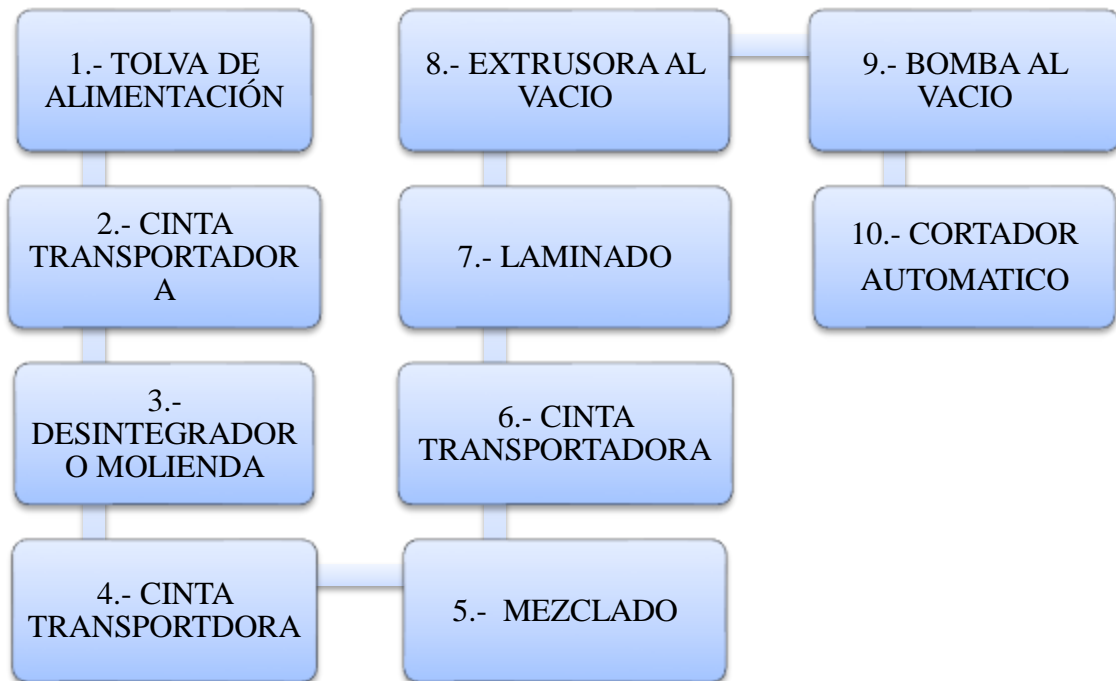 1.- TOLVA DE
ALIMENTACIÓN
2.- CINTA
TRANSPORTADOR
A
3.-
DESINTEGRADOR
O MOLIENDA
4.- CINTA
TRANSPORTDORA
5.- MEZCLADO
6.- CINTA
TRANSPORTADORA
7.- LAMINADO
8.- EXTRUSORA AL
VACIO
9.- BOMBA AL
VACIO
10.- CORTADOR
AUTOMATICO